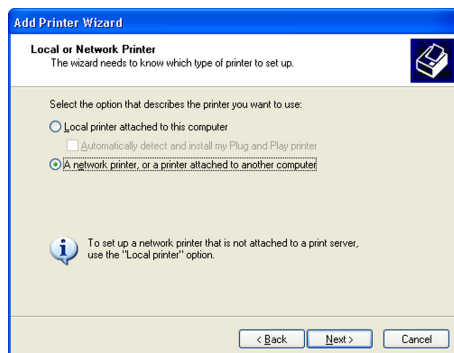 Add Printer Wizard
Local or Network Printer
The wizard needs to know which type of printer to set up.
Select the option that describes the printer you want to use:
Local printer attached to this computer
Automatically detect and install my Plug and Play printer
A network printer, or a printer attached to another computer
To set up a network printer that is not attached to a print server,
use the "Local printer" option.
< Back
Next >
Cancel